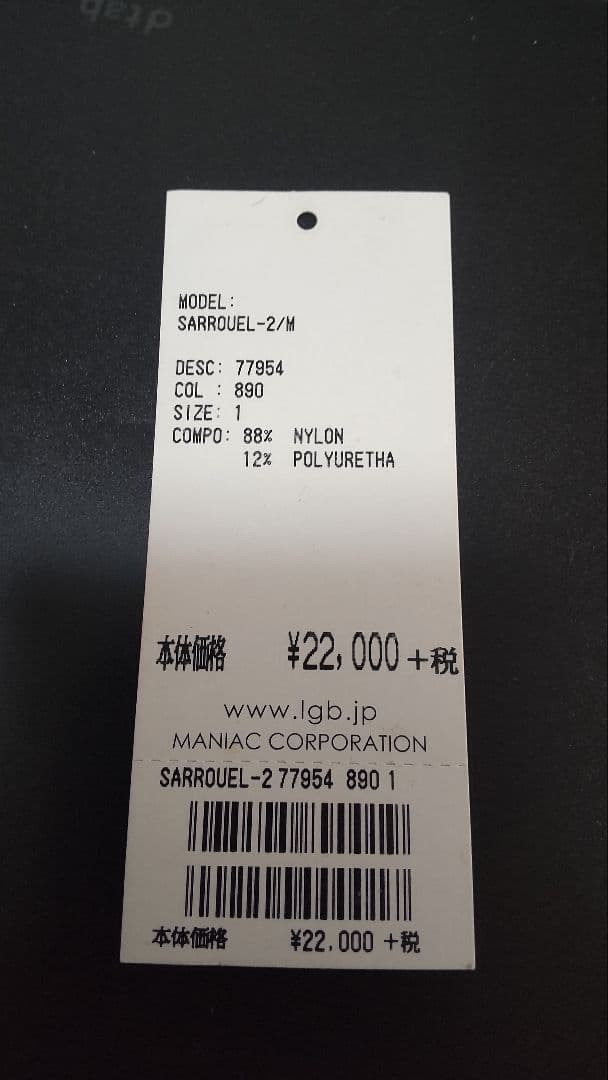 dtab
MODEL:
SARROUEL-2/M
DESC: 77954
COL : 890
SIZE: 1
COMPO: 88% NYLON
12% POLYURETHA
本体価格 ¥22,000 +税
www.lgb.jp
MANIAC CORPORATION
SARROUEL-2 77954 890 1
本体価格 ¥22,000 +税